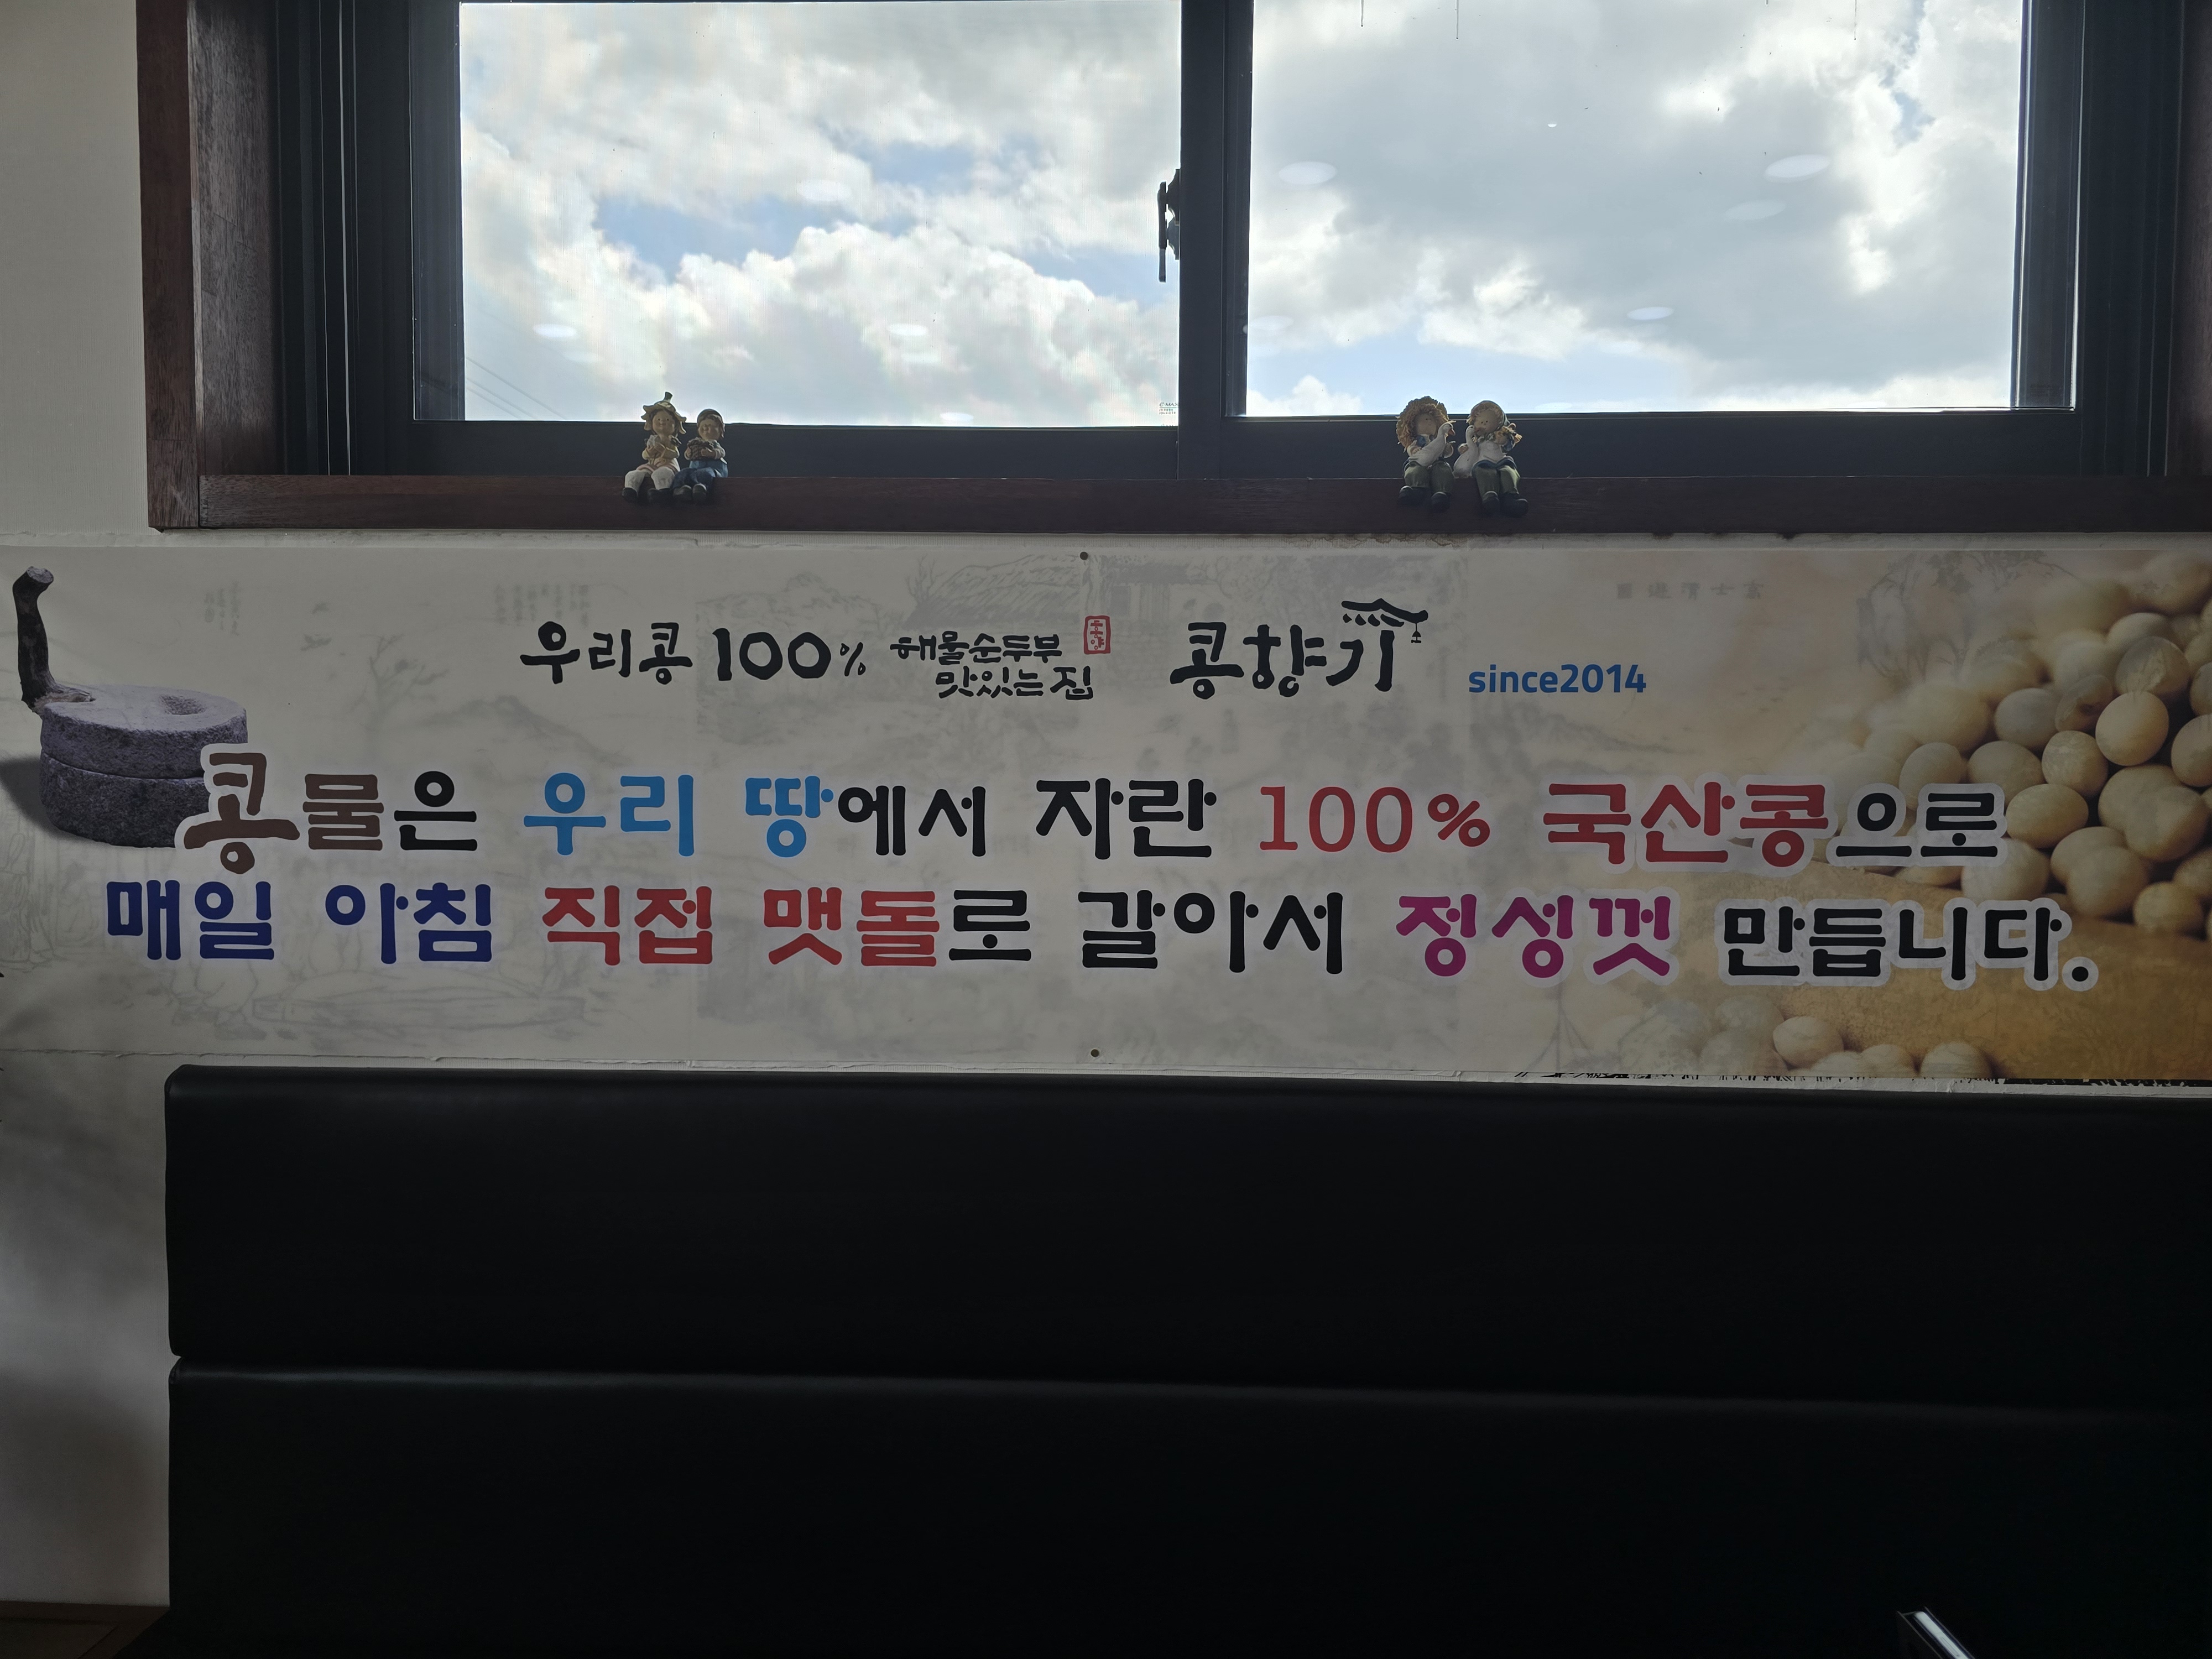 우리콩 100% 해물순두부 맛있는 집 콩향기 since2014
콩물은 우리 땅에서 자란 100% 국산콩으로
매일 아침 직접 맷돌로 갈아서 정성껏 만듭니다.